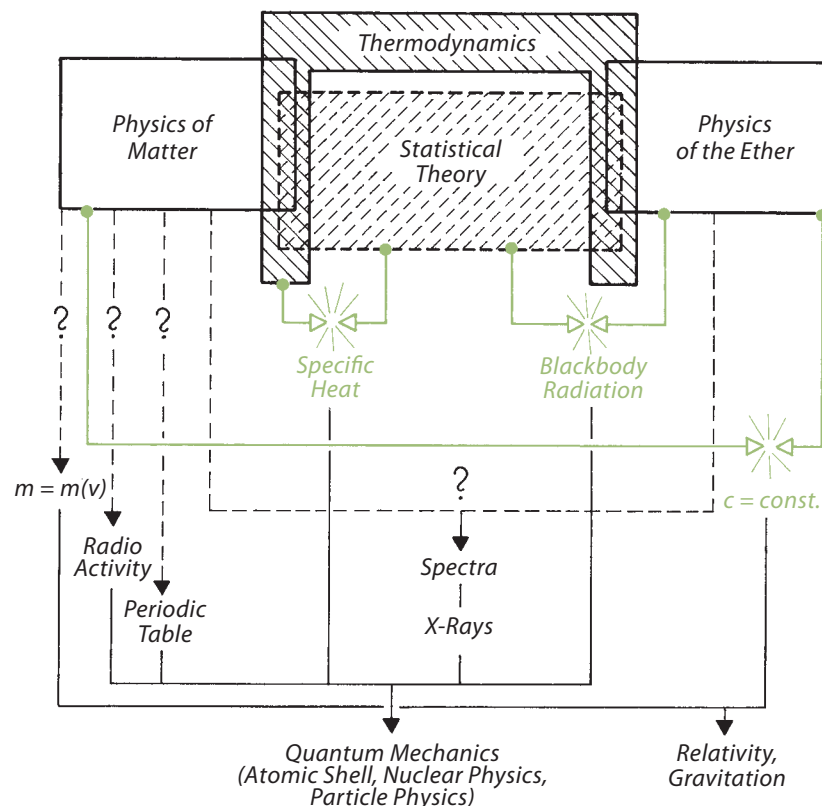 Thermodynamics
Physics of
Matter
Statistical
Theory
Physics
of the Ether
?
?
?
Specific
Heat
Blackbody
Radiation
m = m(v)
?
c = const.
Radio
Activity
Spectra
Periodic
Table
X-Rays
Quantum Mechanics
(Atomic Shell, Nuclear Physics,
Particle Physics)
Relativity,
Gravitation